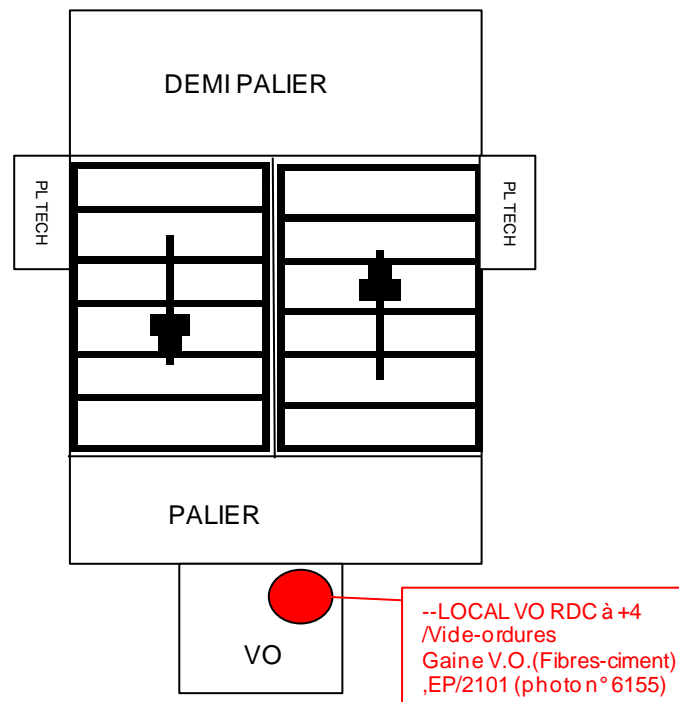 DEMI PALIER
PL TECH
PL TECH
PALIER
VO
--LOCAL VO RDC à +4
/Vide-ordures
Gaine V.O.(Fibres-ciment)
,EP/2101 (photo n° 6155)